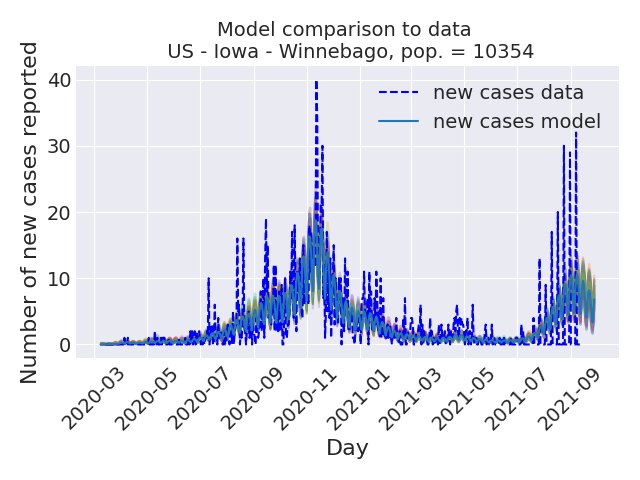 Model comparison to data
US - Iowa - Winnebago, pop. = 10354
Number of new cases reported
40
30
20
10
0
new cases data
new cases model
2020-03
2020-05
2020-07
2020-09
2020-11
2021-01
2021-03
2021-05
2021-07
2021-09
Day